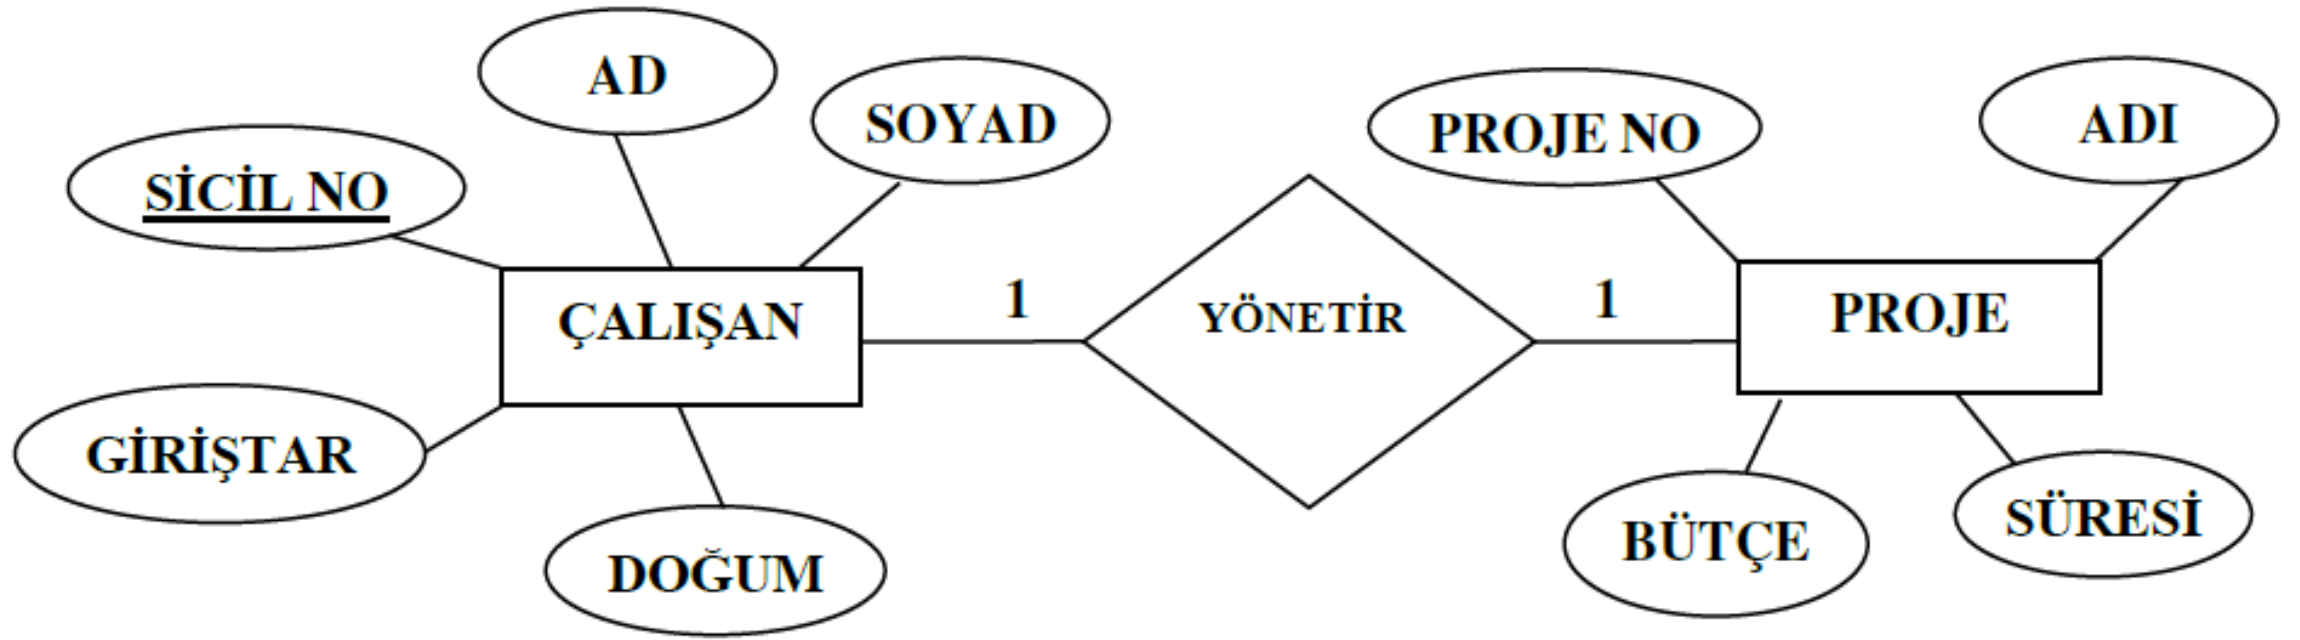 AD
SOYAD
SİCİL NO
PROJE NO
ADI
ÇALIŞAN
1
YÖNETİR
1
PROJE
GİRİŞTAR
DOĞUM
BÜTÇE
SÜRESİ